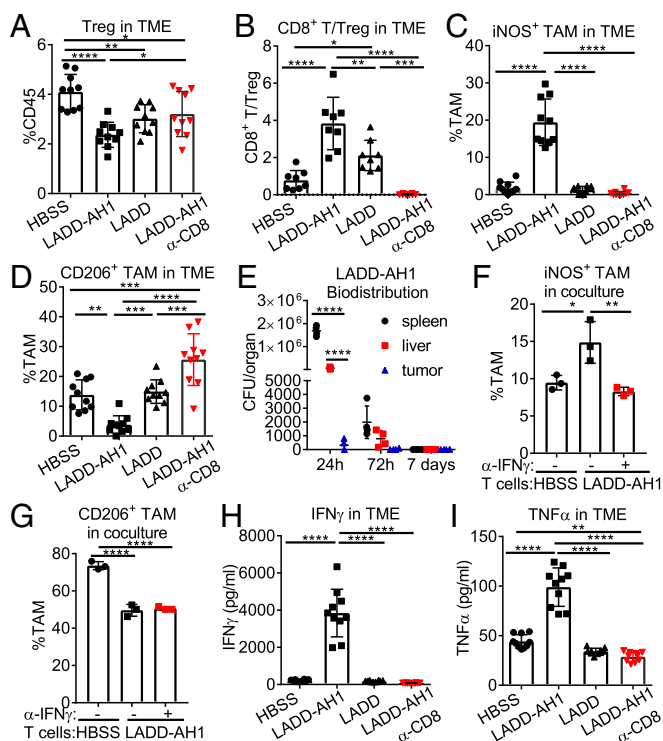 A
Treg in TME
*
**
**** *
6
4
2
0
%CD45
HBSS
LADD-AH1
LADD
LADD-AH1
α-CD8
B
CD8+ T/Treg in TME
* ****
**** ** ***
8
6
4
2
0
CD8+ T/Treg
HBSS
LADD-AH1
LADD
LADD-AH1
α-CD8
C
iNOS+ TAM in TME
****
**** ****
40
30
20
10
0
%TAM
HBSS
LADD-AH1
LADD
LADD-AH1
α-CD8
D
CD206+ TAM in TME
***
****
** *** ***
50
40
30
20
10
0
%TAM
HBSS
LADD-AH1
LADD
LADD-AH1
α-CD8
E
LADD-AH1
Biodistribution
3×10⁶
2×10⁶
1×10⁶
5000
4000
3000
2000
1000
0
CFU/organ
****
****
spleen
liver
tumor
24h 72h 7 days
F
iNOS+ TAM
in coculture
* **
20
15
10
5
0
%TAM
α-IFNγ: - - +
T cells:HBSS LADD-AH1
G
CD206+ TAM
in coculture
****
****
80
60
40
20
0
%TAM
α-IFNγ: - - +
T cells:HBSS LADD-AH1
H
IFNγ in TME
****
**** ****
8000
6000
4000
2000
0
IFNγ (pg/ml)
HBSS
LADD-AH1
LADD
LADD-AH1
α-CD8
I
TNFα in TME
**
****
**** ****
150
100
50
0
TNFα (pg/ml)
HBSS
LADD-AH1
LADD
LADD-AH1
α-CD8